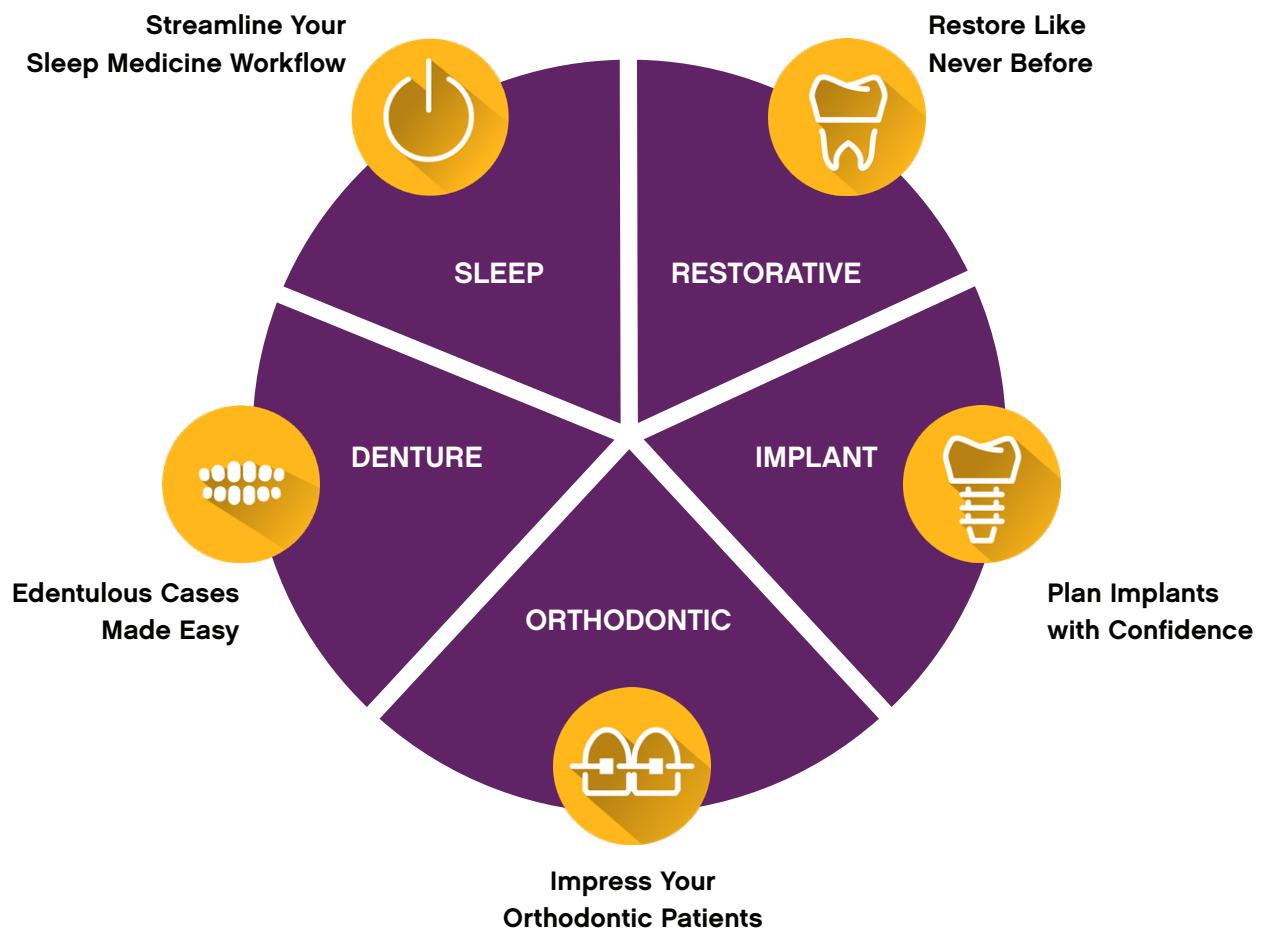 Streamline Your
Sleep Medicine Workflow
Restore Like
Never Before
SLEEP
RESTORATIVE
DENTURE
IMPLANT
Edentulous Cases
Made Easy
Plan Implants
with Confidence
ORTHODONTIC
Impress Your
Orthodontic Patients